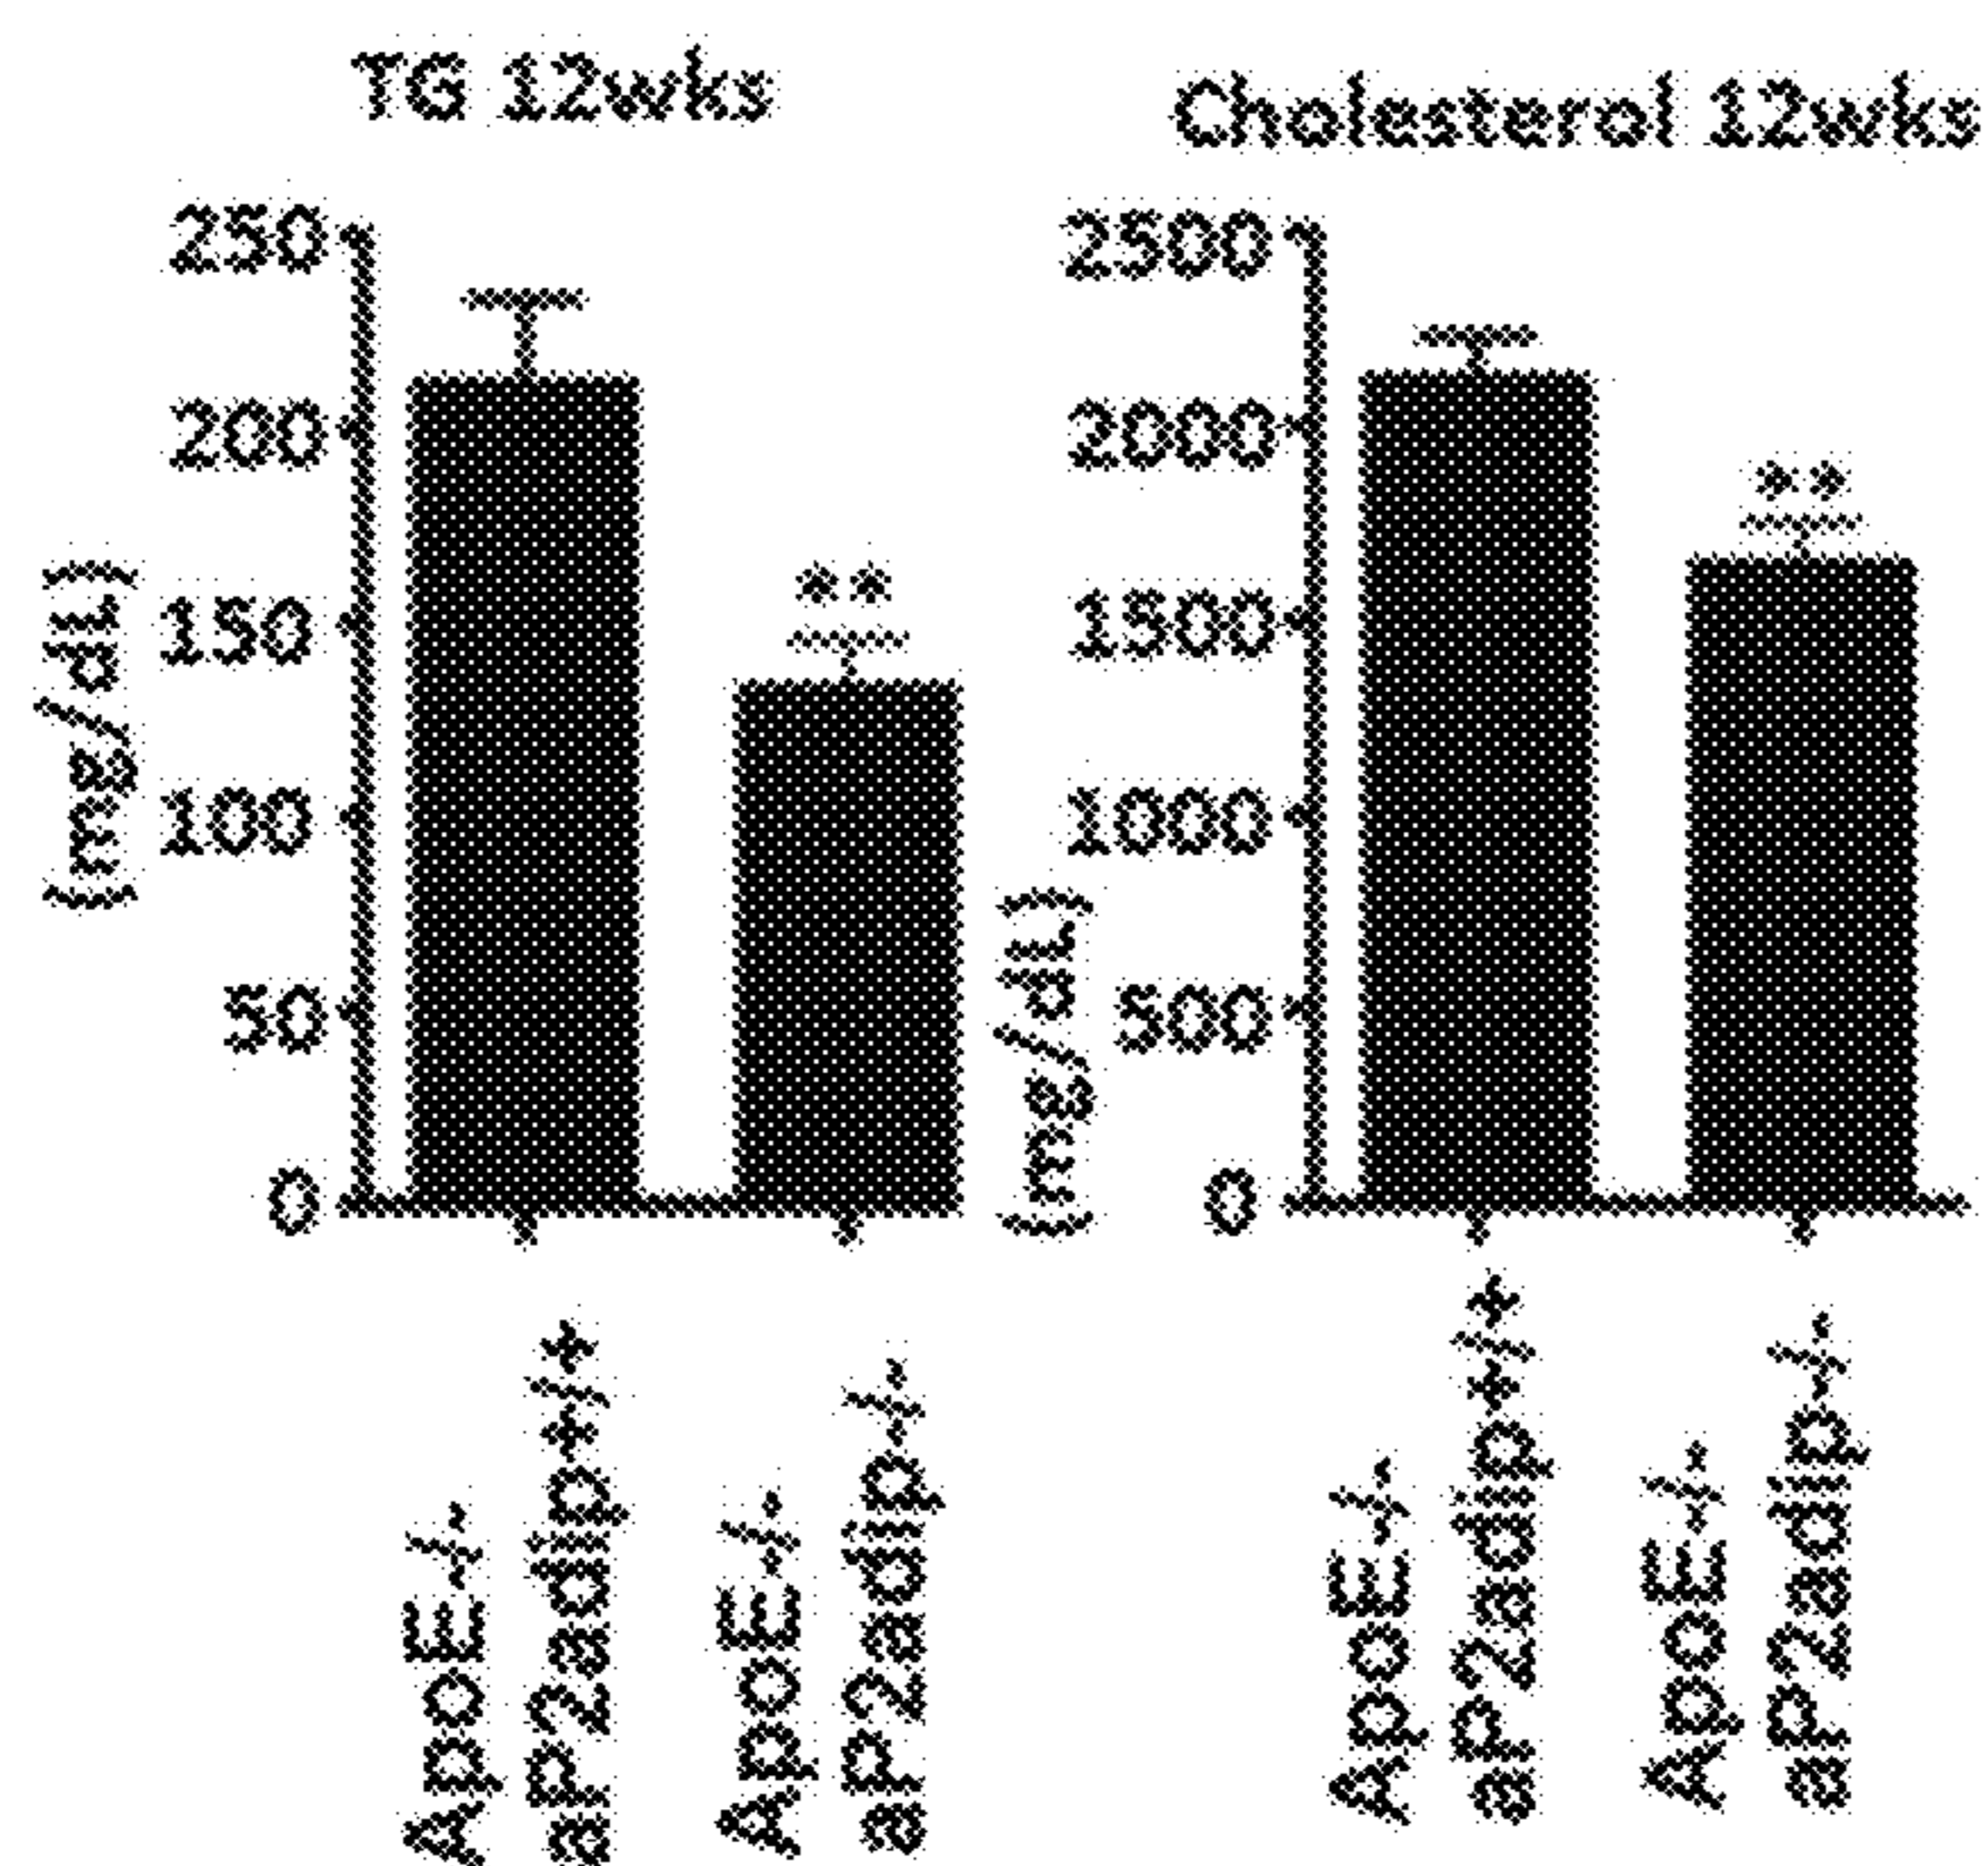 TG 12wks
250
200
150
100
50
0
[mg/dL]
**
ApoE-/-
aP2adip+/+
ApoE-/-
aP2adip-/-
Cholesterol 12wks
2500
2000
1500
1000
500
0
[mg/dL]
**
ApoE-/-
aP2adip+/+
ApoE-/-
aP2adip-/-